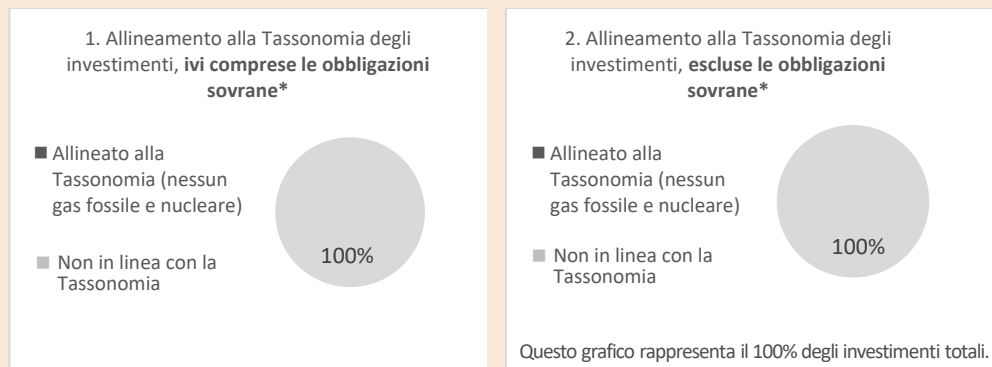 1. Allineamento alla Tassonomia degli
investimenti, ivi comprese le obbligazioni
sovrane*
Allineato alla
Tassonomia (nessun
gas fossile e nucleare)
Non in linea con la
Tassonomia
100%
2. Allineamento alla Tassonomia degli
investimenti, escluse le obbligazioni
sovrane*
Allineato alla
Tassonomia (nessun
gas fossile e nucleare)
Non in linea con la
Tassonomia
100%
Questo grafico rappresenta il 100% degli investimenti totali.